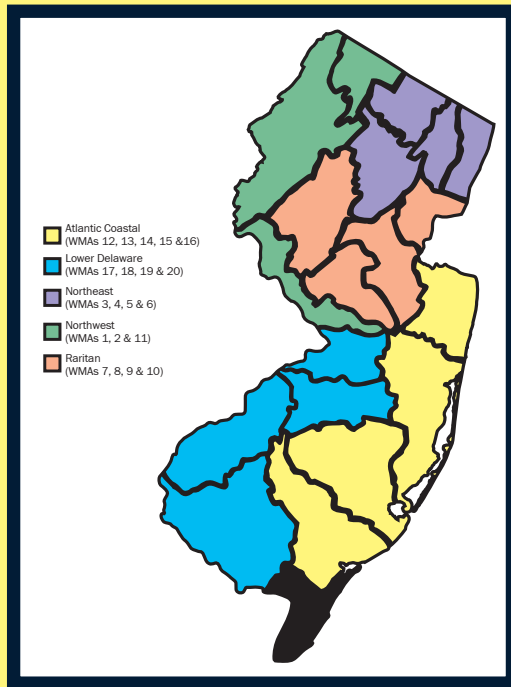 Atlantic Coastal
(WMAs 12, 13, 14, 15 &16)
Lower Delaware
(WMAs 17, 18, 19 & 20)
Northeast
(WMAs 3, 4, 5 & 6)
Northwest
(WMAs 1, 2 & 11)
Raritan
(WMAs 7, 8, 9 & 10)